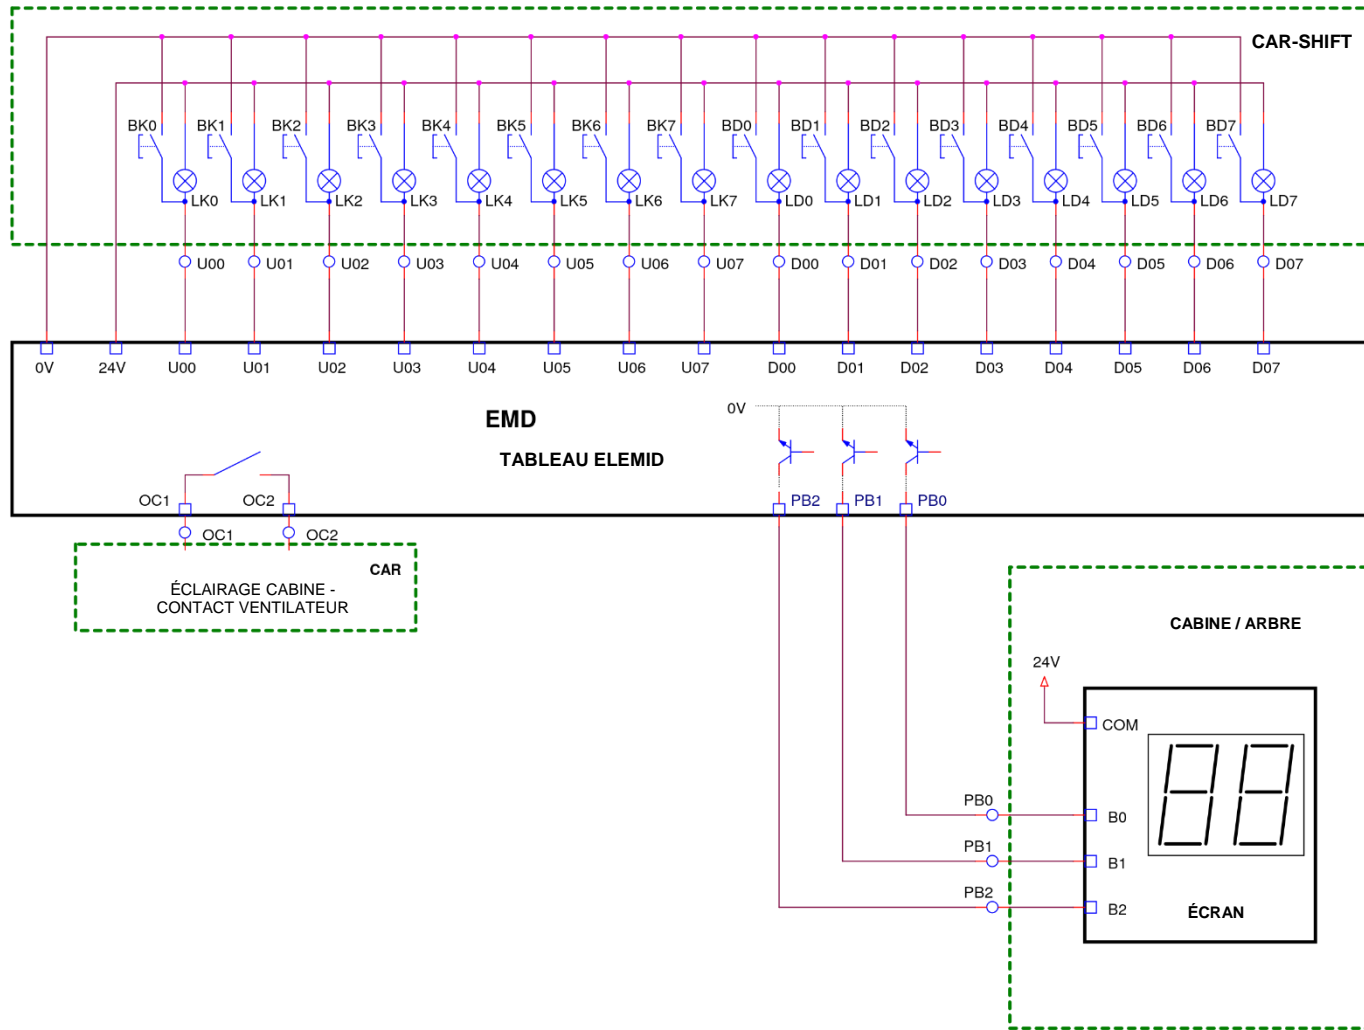 CAR-SHIFT
BK0 BK1 BK2 BK3 BK4 BK5 BK6 BK7 BD0 BD1 BD2 BD3 BD4 BD5 BD6 BD7
LK0 LK1 LK2 LK3 LK4 LK5 LK6 LK7 LD0 LD1 LD2 LD3 LD4 LD5 LD6 LD7
U00 U01 U02 U03 U04 U05 U06 U07 D00 D01 D02 D03 D04 D05 D06 D07
0V 24V U00 U01 U02 U03 U04 U05 U06 U07 D00 D01 D02 D03 D04 D05 D06 D07
0V
EMD
TABLEAU ELEMID
OC1 OC2 PB2 PB1 PB0
OC1 OC2
CAR
ÉCLAIRAGE CABINE -
CONTACT VENTILATEUR
CABINE / ARBRE
24V
COM
PB0 B0
PB1 B1
PB2 B2
ÉCRAN